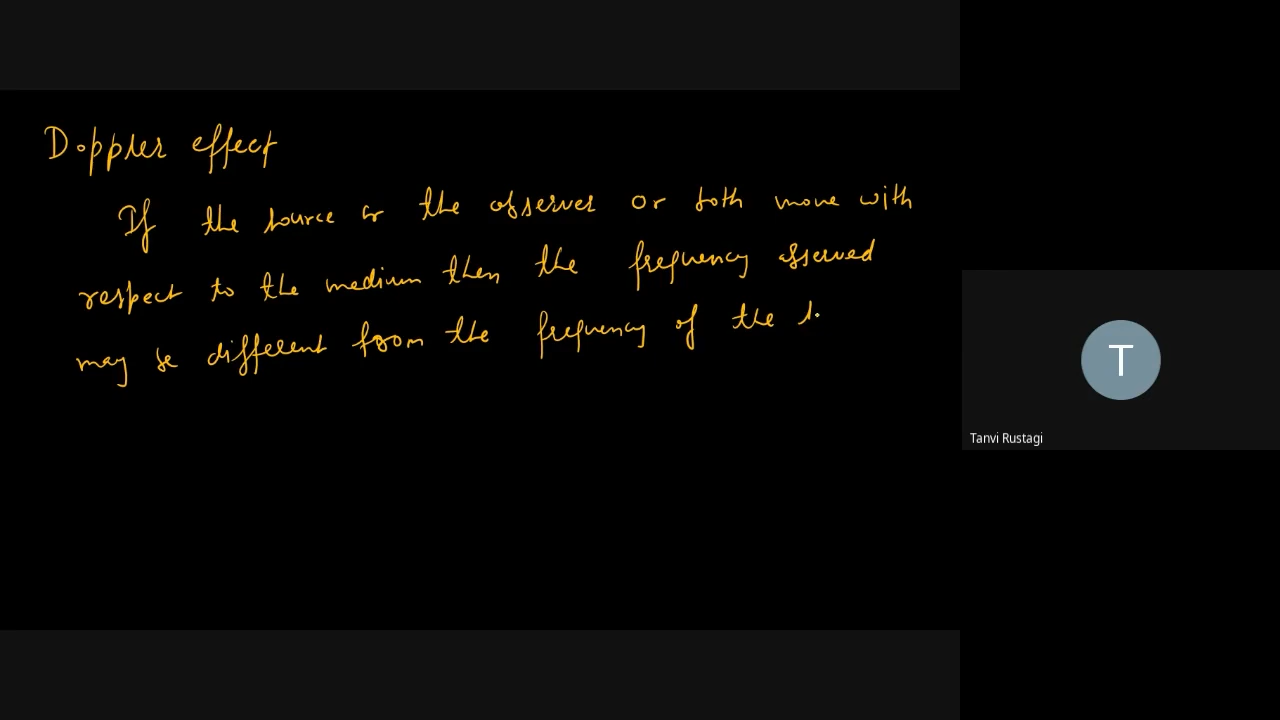 Doppler effect
If the source or the observer or both move with
respect to the medium then the frequency observed
may be different from the frequency of the s
T
Tanvi Rustagi